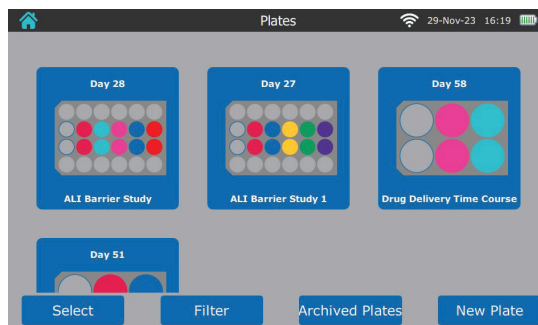 Plates
29-Nov-23 16:19
Day 28
Day 27
Day 58
ALI Barrier Study
ALI Barrier Study 1
Drug Delivery Time Course
Day 51
Select
Filter
Archived Plates
New Plate